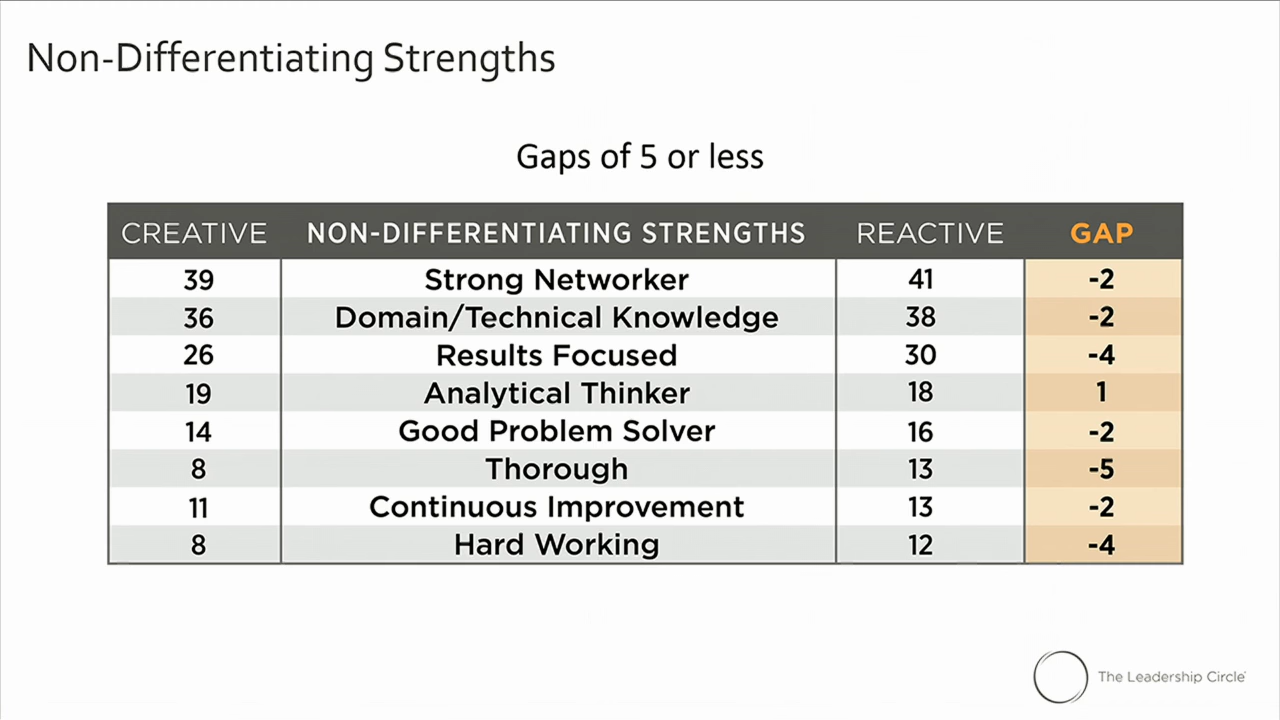 Non-Differentiating Strengths
Gaps of 5 or less
CREATIVE NON-DIFFERENTIATING STRENGTHS REACTIVE GAP
39 Strong Networker 41 -2
36 Domain/Technical Knowledge 38 -2
26 Results Focused 30 -4
19 Analytical Thinker 18 1
14 Good Problem Solver 16 -2
8 Thorough 13 -5
11 Continuous Improvement 13 -2
8 Hard Working 12 -4
The Leadership Circle